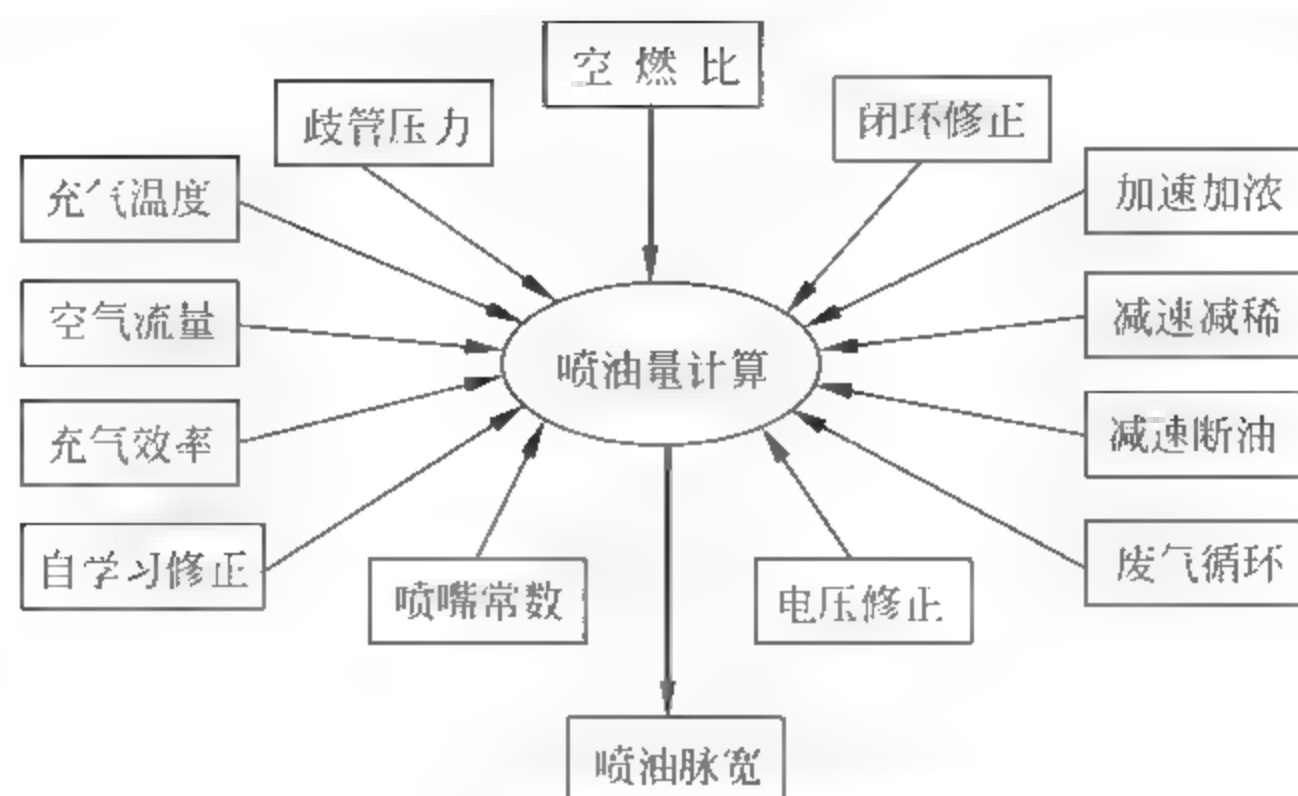 空燃比
歧管压力
闭环修正
充气温度
加速加浓
空气流量
减速减稀
喷油量计算
充气效率
减速断油
自学习修正
喷嘴常数
电压修正
废气循环
喷油脉宽